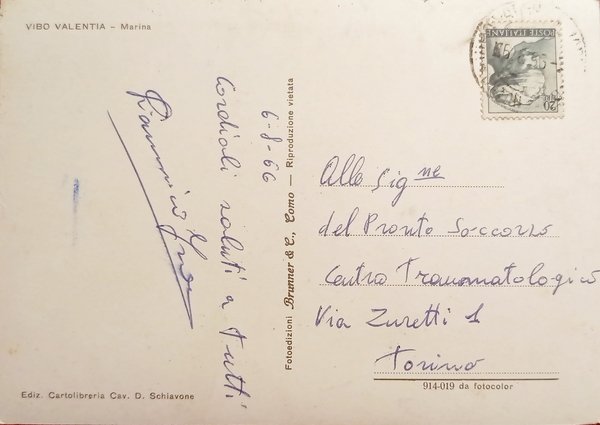 VIBO VALENTIA - Marina
6-8-66
Cordiali saluti a tutti
Fotoedizioni Brunner & C., Como — Riproduzione vietata
POSTE ITALIANE
20
Alle Sig.ne
del Pronto Soccorso
Centro Traumatologico
Via Zuretti 1
Torino
914-019 da fotocolor
Ediz. Cartolibreria Cav. D. Schiavone